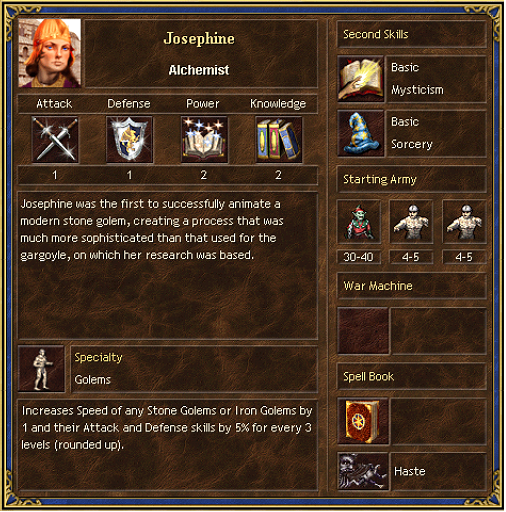 Josephine
Alchemist
Attack Defense Power Knowledge
1 1 2 2
Josephine was the first to successfully animate a
modern stone golem, creating a process that was
much more sophisticated than that used for the
gargoyle, on which her research was based.
Specialty
Golems
Increases Speed of any Stone Golems or Iron Golems by
1 and their Attack and Defense skills by 5% for every 3
levels (rounded up).
Second Skills
Basic
Mysticism
Basic
Sorcery
Starting Army
30-40 4-5 4-5
War Machine
Spell Book
Haste